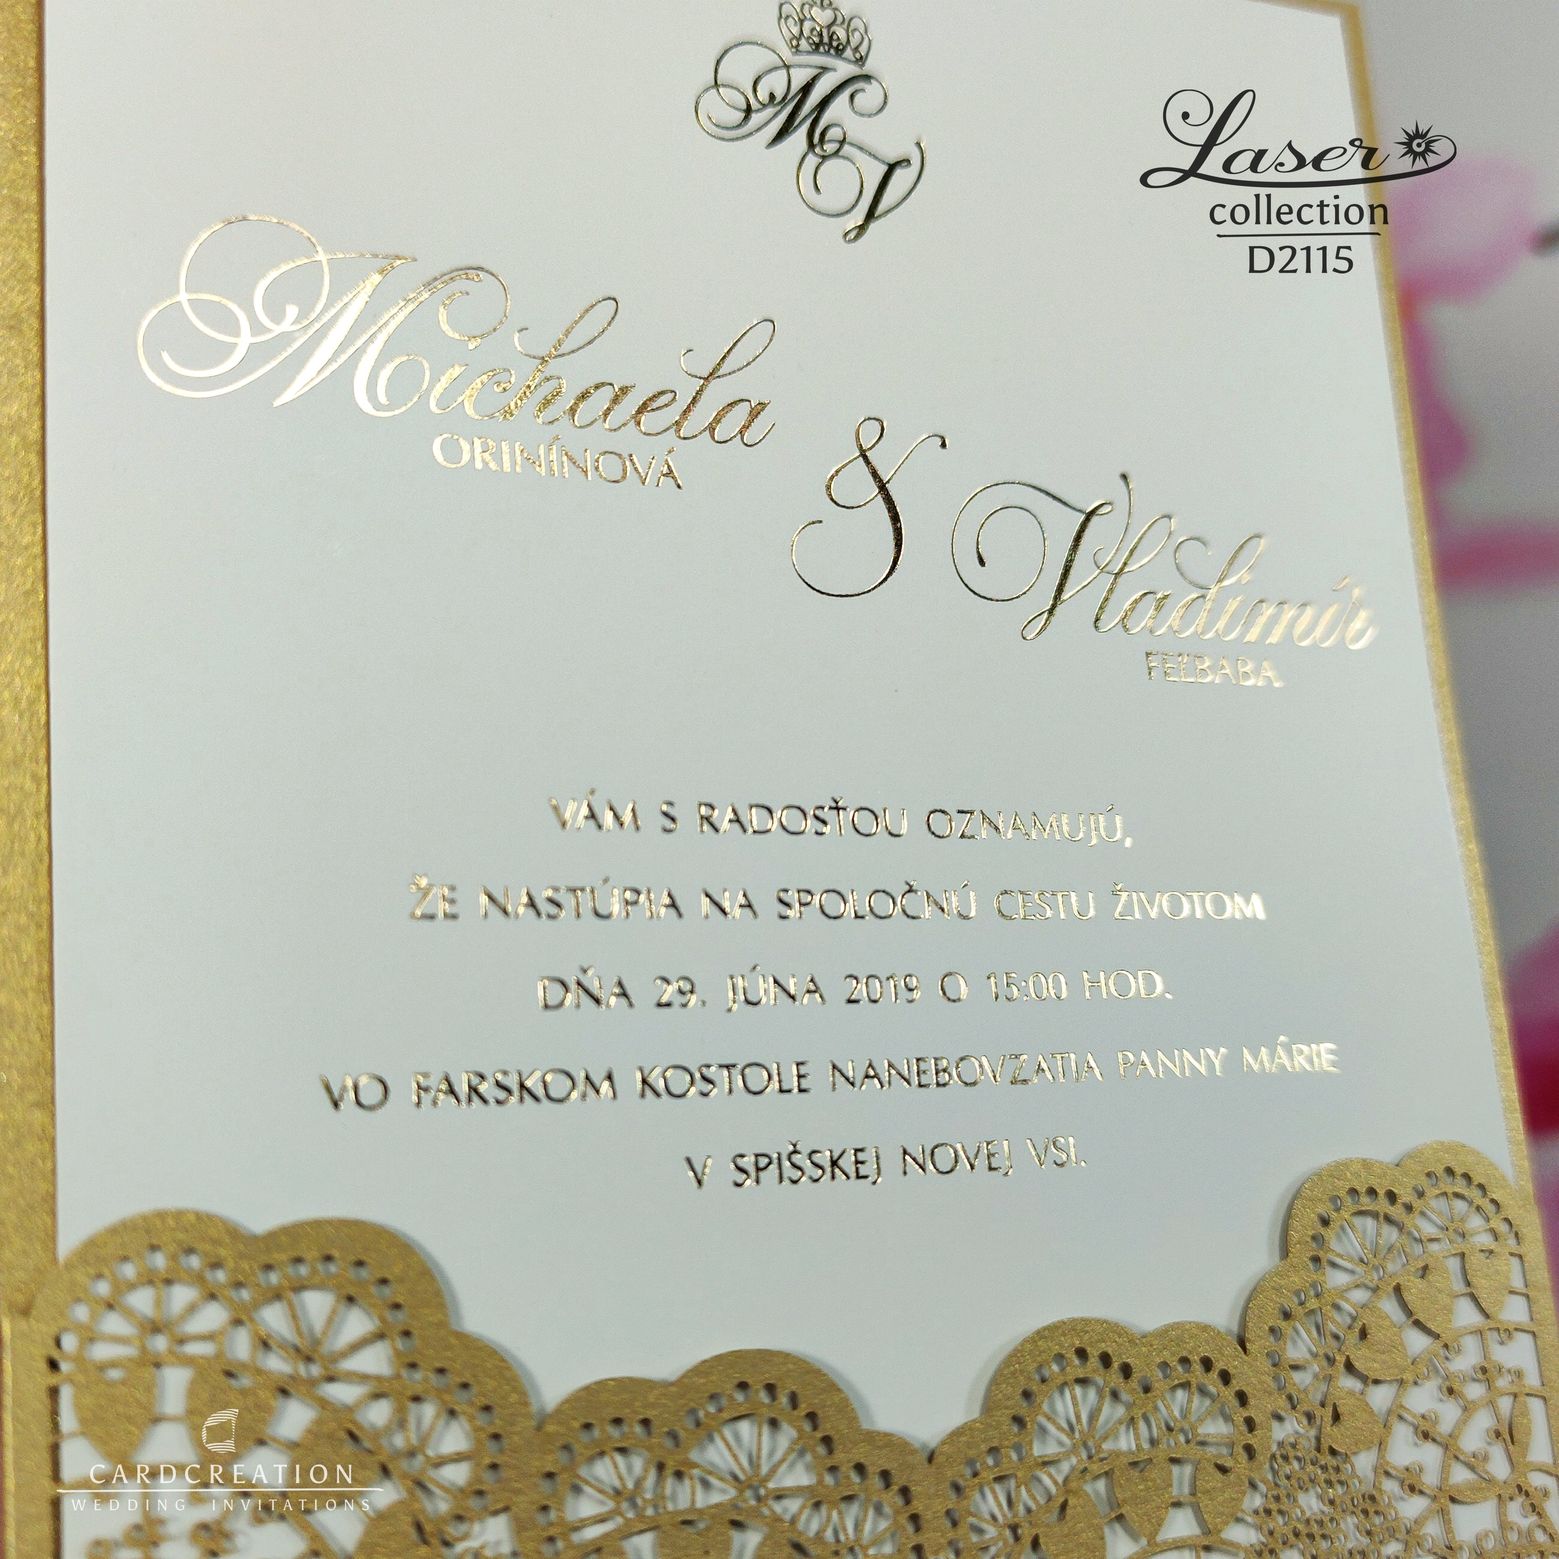 M
V
Laser
collection
D2115
Michaela
ORINÍNOVÁ
&
Vladimír
FEĽBABA
VÁM S RADOSŤOU OZNAMUJÚ,
ŽE NASTÚPIA NA SPOLOČNÚ CESTU ŽIVOTOM
DŇA 29. JÚNA 2019 O 15:00 HOD.
VO FARSKOM KOSTOLE NANEBOVZATIA PANNY MÁRIE
V SPIŠSKEJ NOVEJ VSI.
CARDCREATION
WEDDING INVITATIONS